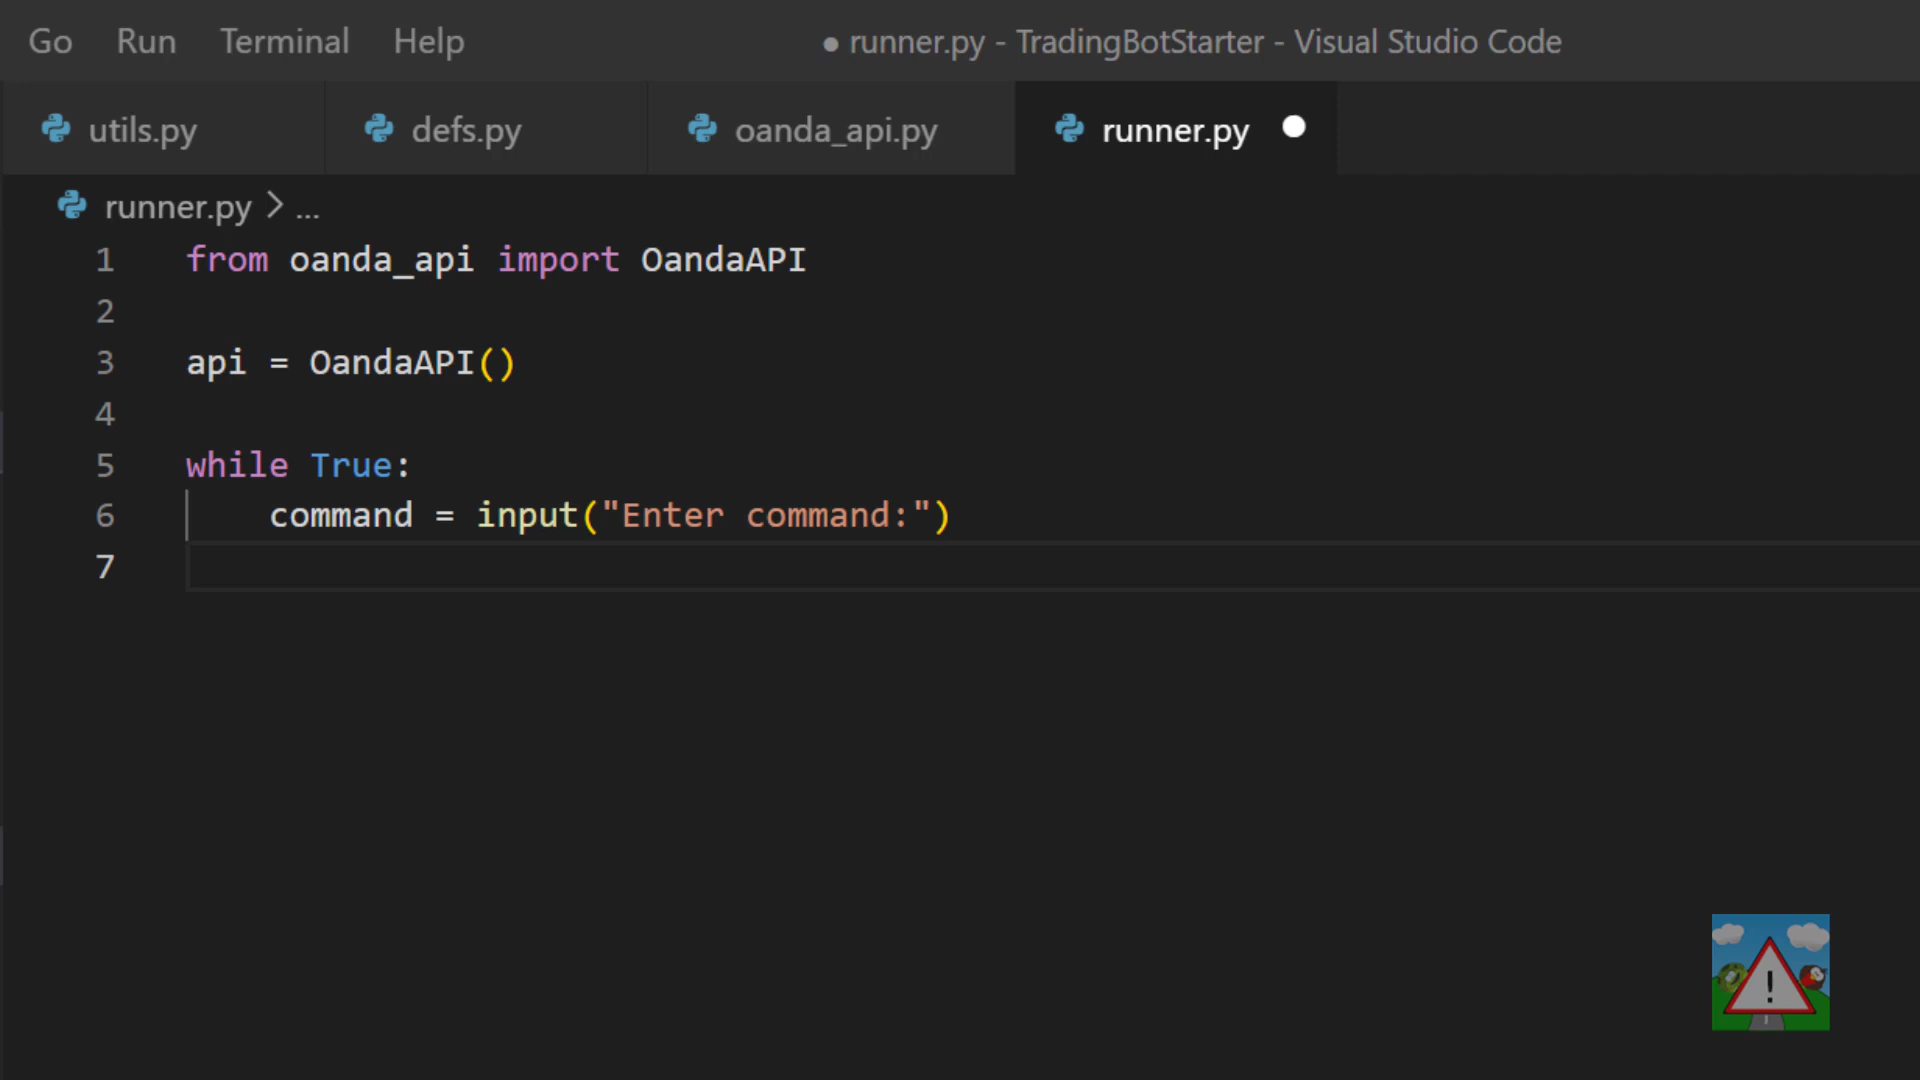 Go Run Terminal Help ● runner.py - TradingBotStarter - Visual Studio Code
utils.py defs.py oanda_api.py runner.py ●
runner.py > ...
1 from oanda_api import OandaAPI
2
3 api = OandaAPI()
4
5 while True:
6     command = input("Enter command:")
7
!